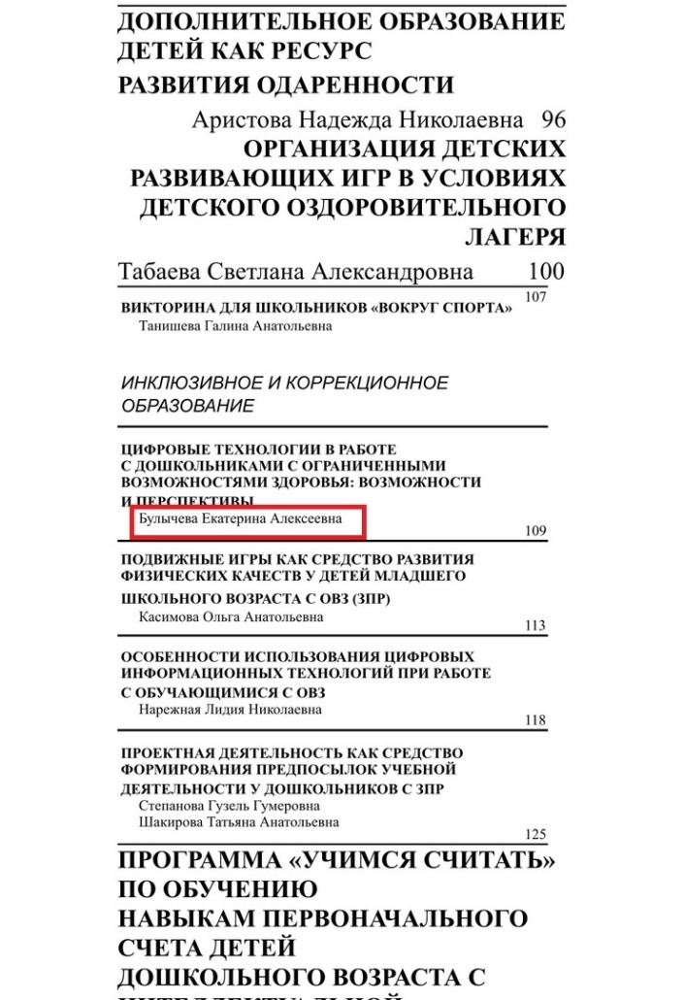 ДОПОЛНИТЕЛЬНОЕ ОБРАЗОВАНИЕ
ДЕТЕЙ КАК РЕСУРС
РАЗВИТИЯ ОДАРЕННОСТИ
Аристова Надежда Николаевна 96
ОРГАНИЗАЦИЯ ДЕТСКИХ
РАЗВИВАЮЩИХ ИГР В УСЛОВИЯХ
ДЕТСКОГО ОЗДОРОВИТЕЛЬНОГО
ЛАГЕРЯ
Табаева Светлана Александровна 100
107
ВИКТОРИНА ДЛЯ ШКОЛЬНИКОВ «ВОКРУГ СПОРТА»
Танишева Галина Анатольевна
ИНКЛЮЗИВНОЕ И КОРРЕКЦИОННОЕ
ОБРАЗОВАНИЕ
ЦИФРОВЫЕ ТЕХНОЛОГИИ В РАБОТЕ
С ДОШКОЛЬНИКАМИ С ОГРАНИЧЕННЫМИ
ВОЗМОЖНОСТЯМИ ЗДОРОВЬЯ: ВОЗМОЖНОСТИ
И ПЕРСПЕКТИВЫ
Булычева Екатерина Алексеевна
109
ПОДВИЖНЫЕ ИГРЫ КАК СРЕДСТВО РАЗВИТИЯ
ФИЗИЧЕСКИХ КАЧЕСТВ У ДЕТЕЙ МЛАДШЕГО
ШКОЛЬНОГО ВОЗРАСТА С ОВЗ (ЗПР)
Касимова Ольга Анатольевна
113
ОСОБЕННОСТИ ИСПОЛЬЗОВАНИЯ ЦИФРОВЫХ
ИНФОРМАЦИОННЫХ ТЕХНОЛОГИЙ ПРИ РАБОТЕ
С ОБУЧАЮЩИМИСЯ С ОВЗ
Нарежная Лидия Николаевна
118
ПРОЕКТНАЯ ДЕЯТЕЛЬНОСТЬ КАК СРЕДСТВО
ФОРМИРОВАНИЯ ПРЕДПОСЫЛОК УЧЕБНОЙ
ДЕЯТЕЛЬНОСТИ У ДОШКОЛЬНИКОВ С ЗПР
Степанова Гузель Гумеровна
Шакирова Татьяна Анатольевна
125
ПРОГРАММА «УЧИМСЯ СЧИТАТЬ»
ПО ОБУЧЕНИЮ
НАВЫКАМ ПЕРВОНАЧАЛЬНОГО
СЧЕТА ДЕТЕЙ
ДОШКОЛЬНОГО ВОЗРАСТА С
ИНТЕЛЛЕКТУАЛЬНОЙ